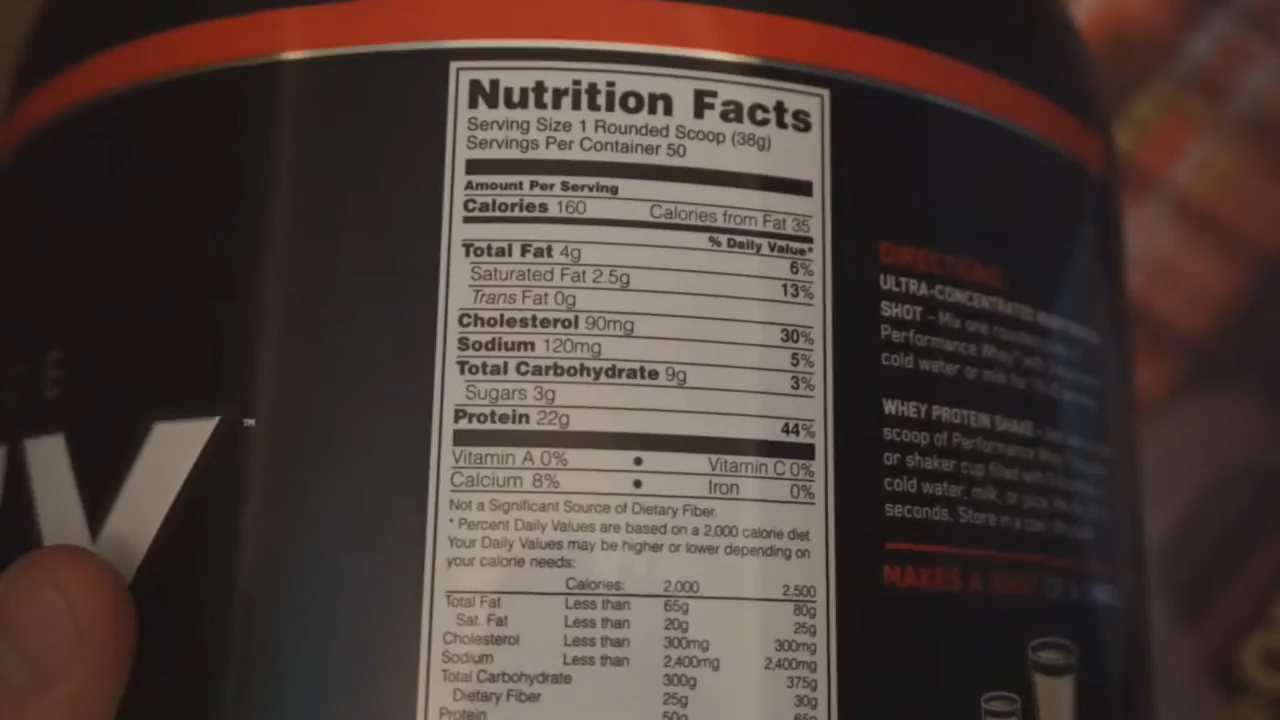 Nutrition Facts
Serving Size 1 Rounded Scoop (38g)
Servings Per Container 50
Amount Per Serving
Calories 160 Calories from Fat 35
% Daily Value*
Total Fat 4g 6%
Saturated Fat 2.5g 13%
Trans Fat 0g
Cholesterol 90mg 30%
Sodium 120mg 5%
Total Carbohydrate 9g 3%
Sugars 3g
Protein 22g 44%
Vitamin A 0% • Vitamin C 0%
Calcium 8% • Iron 0%
Not a Significant Source of Dietary Fiber.
* Percent Daily Values are based on a 2,000 calorie diet.
Your Daily Values may be higher or lower depending on
your calorie needs:
Calories: 2,000 2,500
Total Fat Less than 65g 80g
Sat. Fat Less than 20g 25g
Cholesterol Less than 300mg 300mg
Sodium Less than 2,400mg 2,400mg
Total Carbohydrate 300g 375g
Dietary Fiber 25g 30g
Protein 50g 65g
DIRECTIONS
ULTRA-CONCENTRATED
SHOT - Mix one rounded
Performance Whey™ with
cold water or milk for
WHEY PROTEIN SHAKE -
scoop of Performance
or shaker cup filled with
cold water, milk, or
seconds. Store in a cool
MAKES A
Y™